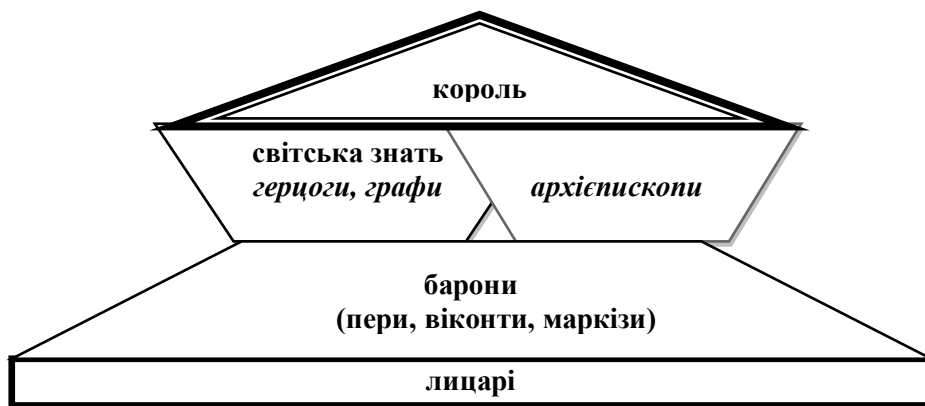 король
світська знать
герцоги, графи
архієпископи
барони
(пери, віконти, маркізи)
лицарі